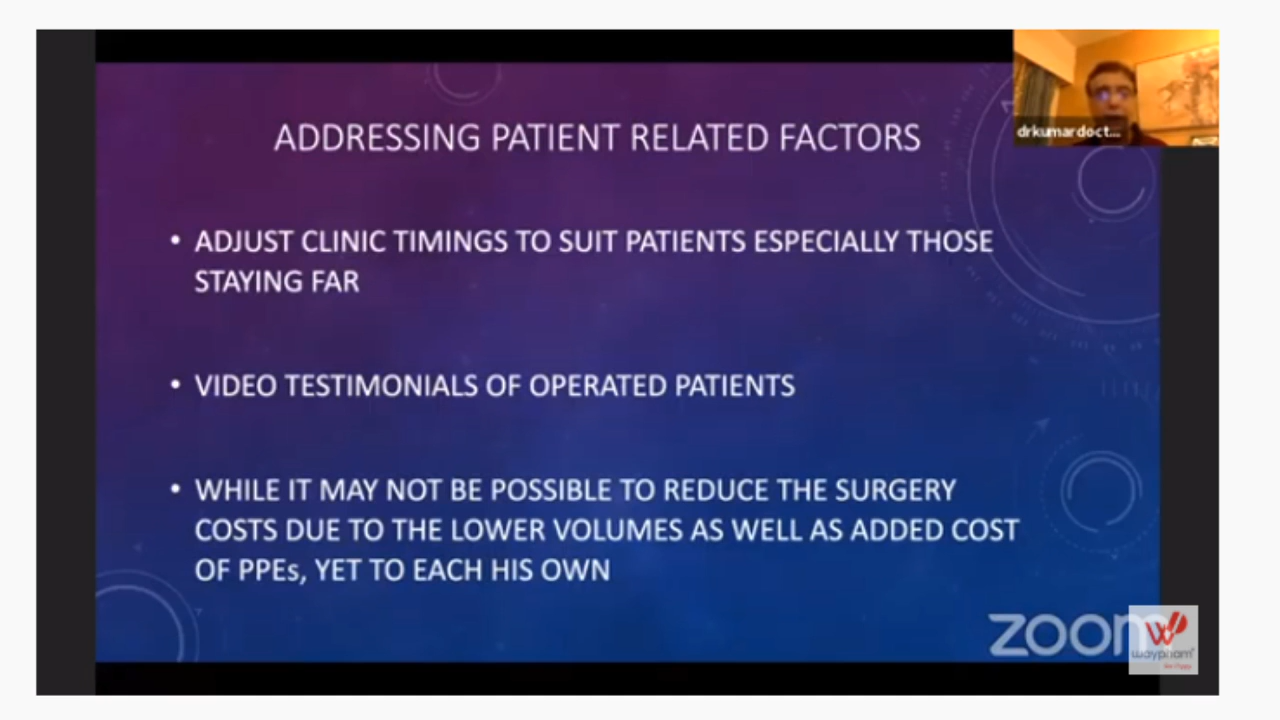 drkumardoct...
ADDRESSING PATIENT RELATED FACTORS
• ADJUST CLINIC TIMINGS TO SUIT PATIENTS ESPECIALLY THOSE
STAYING FAR
• VIDEO TESTIMONIALS OF OPERATED PATIENTS
• WHILE IT MAY NOT BE POSSIBLE TO REDUCE THE SURGERY
COSTS DUE TO THE LOWER VOLUMES AS WELL AS ADDED COST
OF PPEs, YET TO EACH HIS OWN
zoom